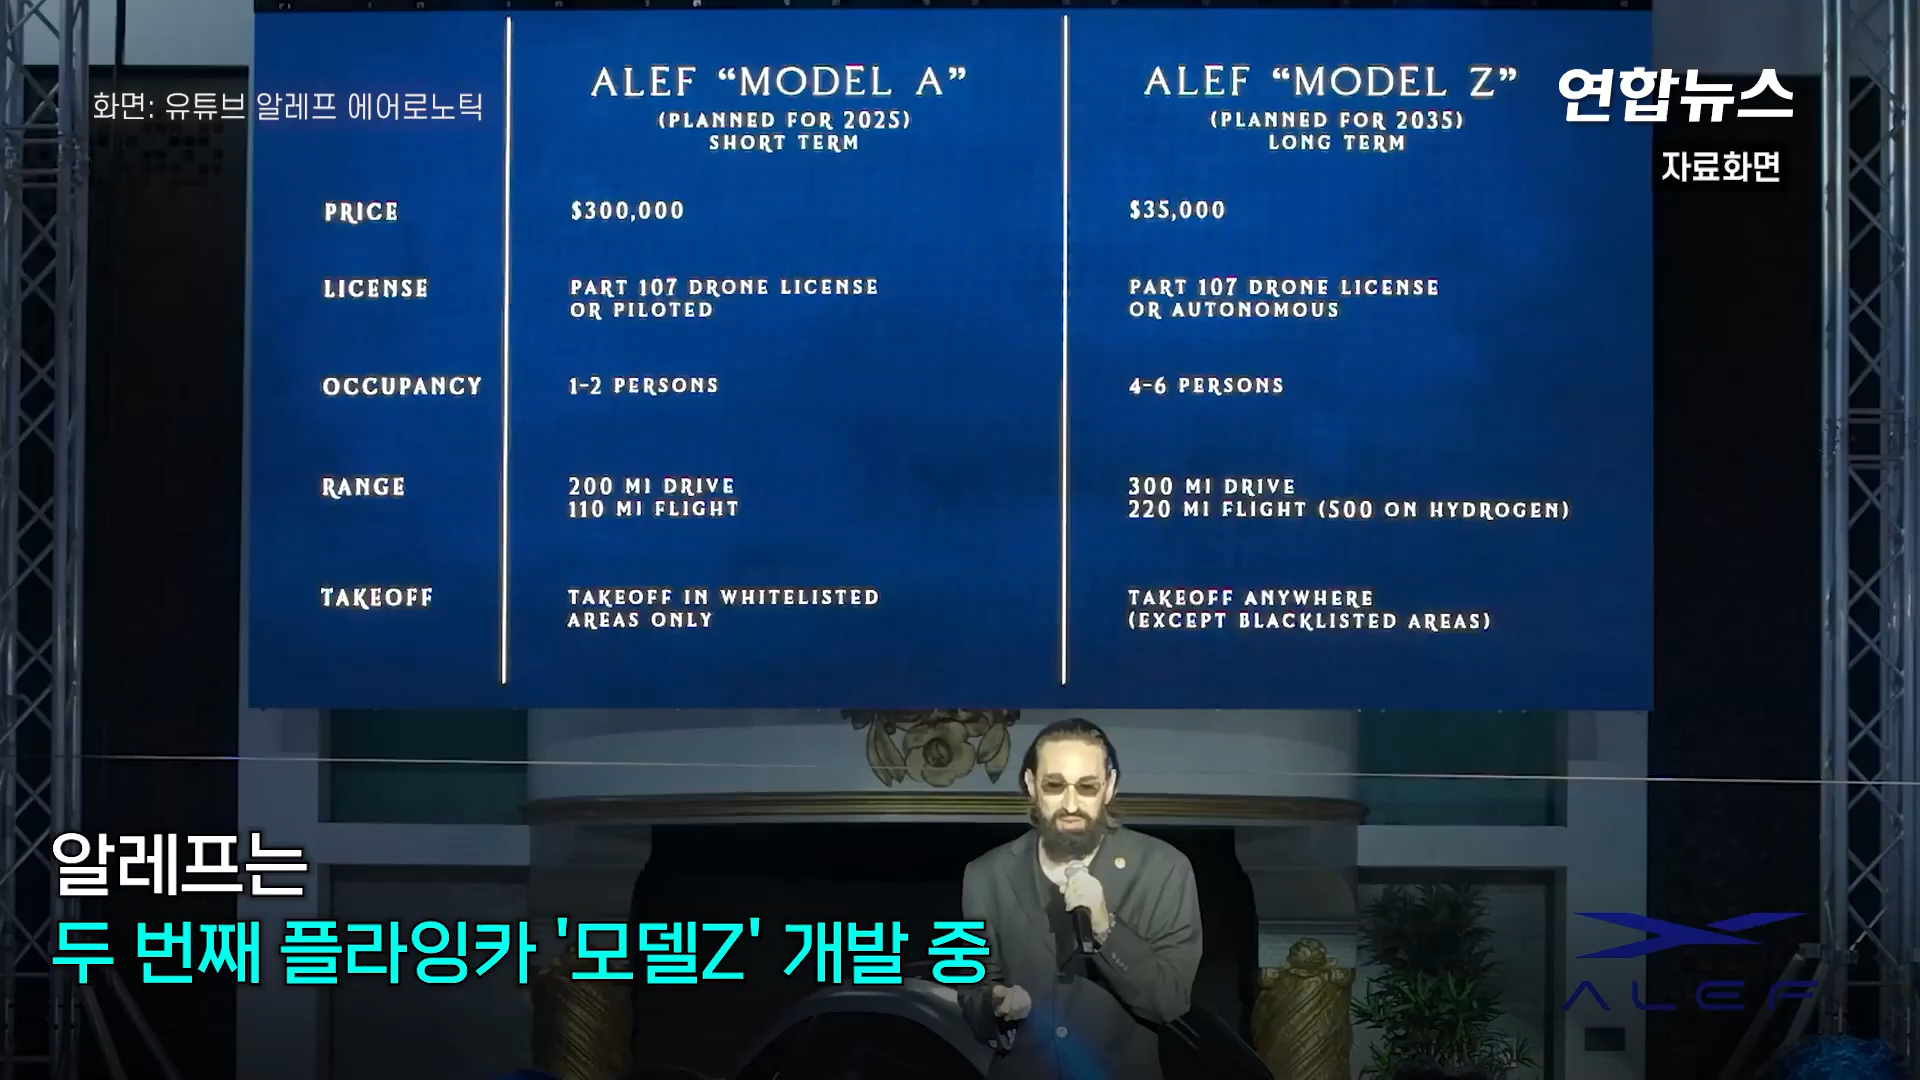 화면: 유튜브 알레프 에어로노틱
연합뉴스
자료화면
ALEF “MODEL A”
(PLANNED FOR 2025)
SHORT TERM
ALEF “MODEL Z”
(PLANNED FOR 2035)
LONG TERM
PRICE
$300,000
$35,000
LICENSE
PART 107 DRONE LICENSE
OR PILOTED
PART 107 DRONE LICENSE
OR AUTONOMOUS
OCCUPANCY
1-2 PERSONS
4-6 PERSONS
RANGE
200 MI DRIVE
110 MI FLIGHT
300 MI DRIVE
220 MI FLIGHT (500 ON HYDROGEN)
TAKEOFF
TAKEOFF IN WHITELISTED
AREAS ONLY
TAKEOFF ANYWHERE
(EXCEPT BLACKLISTED AREAS)
알레프는
두 번째 플라잉카 '모델Z' 개발 중
ALEF